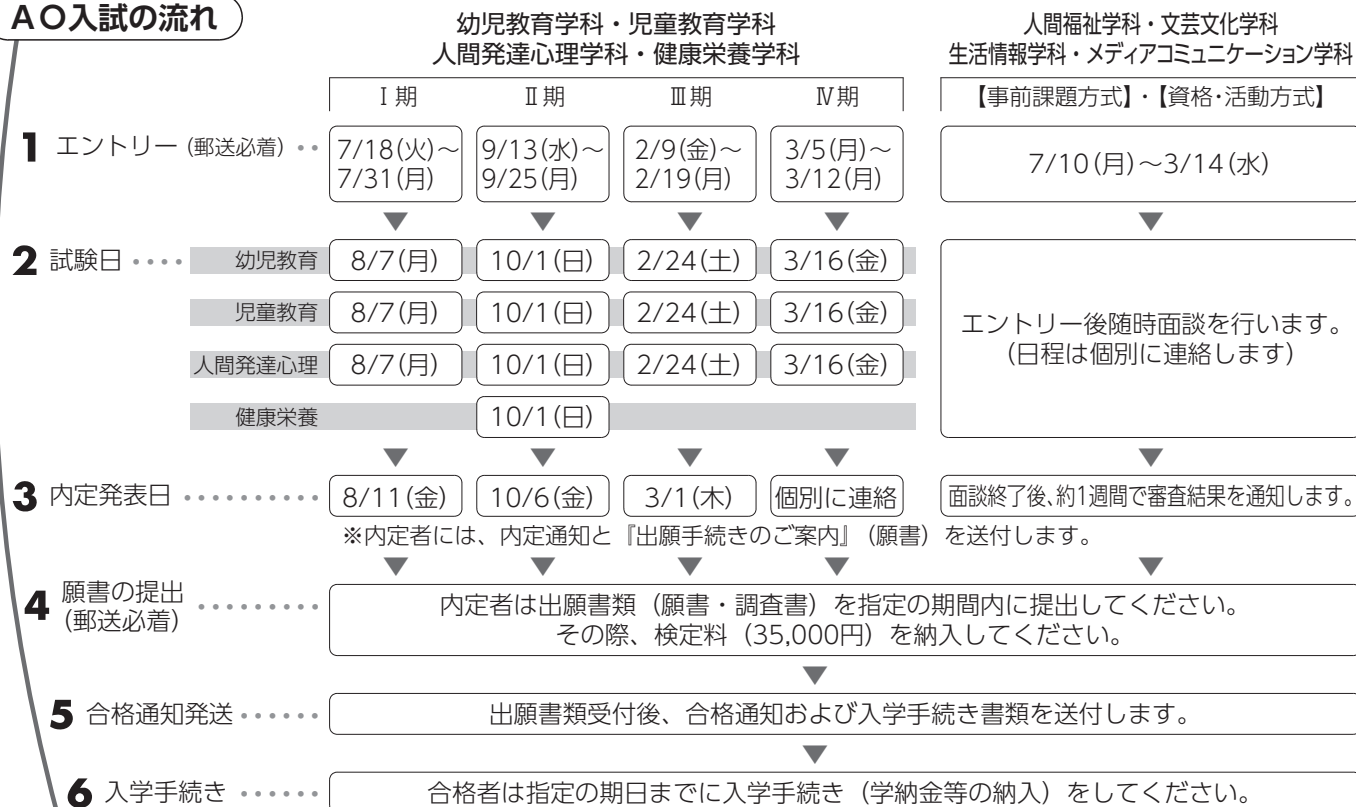 AO入試の流れ
幼児教育学科・児童教育学科
人間発達心理学科・健康栄養学科
人間福祉学科・文芸文化学科
生活情報学科・メディアコミュニケーション学科
Ⅰ期 Ⅱ期 Ⅲ期 Ⅳ期
【事前課題方式】・【資格・活動方式】
1 エントリー（郵送必着）・・
7/18(火)～
7/31(月)
9/13(水)～
9/25(月)
2/9(金)～
2/19(月)
3/5(月)～
3/12(月)
7/10(月)～3/14(水)
▼ ▼ ▼ ▼ ▼
2 試験日・・・・
幼児教育 8/7(月) 10/1(日) 2/24(土) 3/16(金)
児童教育 8/7(月) 10/1(日) 2/24(土) 3/16(金)
人間発達心理 8/7(月) 10/1(日) 2/24(土) 3/16(金)
健康栄養 10/1(日)
エントリー後随時面談を行います。
（日程は個別に連絡します）
▼ ▼ ▼ ▼ ▼
3 内定発表日・・・・・・・・・・ 8/11(金) 10/6(金) 3/1(木) 個別に連絡 面談終了後、約1週間で審査結果を通知します。
※内定者には、内定通知と『出願手続きのご案内』（願書）を送付します。
▼ ▼ ▼ ▼ ▼
4 願書の提出
（郵送必着）・・・・・・・・・
内定者は出願書類（願書・調査書）を指定の期間内に提出してください。
その際、検定料（35,000円）を納入してください。
▼
5 合格通知発送・・・・・・ 出願書類受付後、合格通知および入学手続き書類を送付します。
▼
6 入学手続き・・・・・・ 合格者は指定の期日までに入学手続き（学納金等の納入）をしてください。